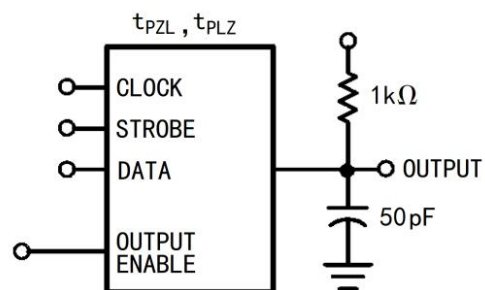 tPZL,tPLZ
CLOCK
STROBE
DATA
OUTPUT
ENABLE
1kΩ
OUTPUT
50pF